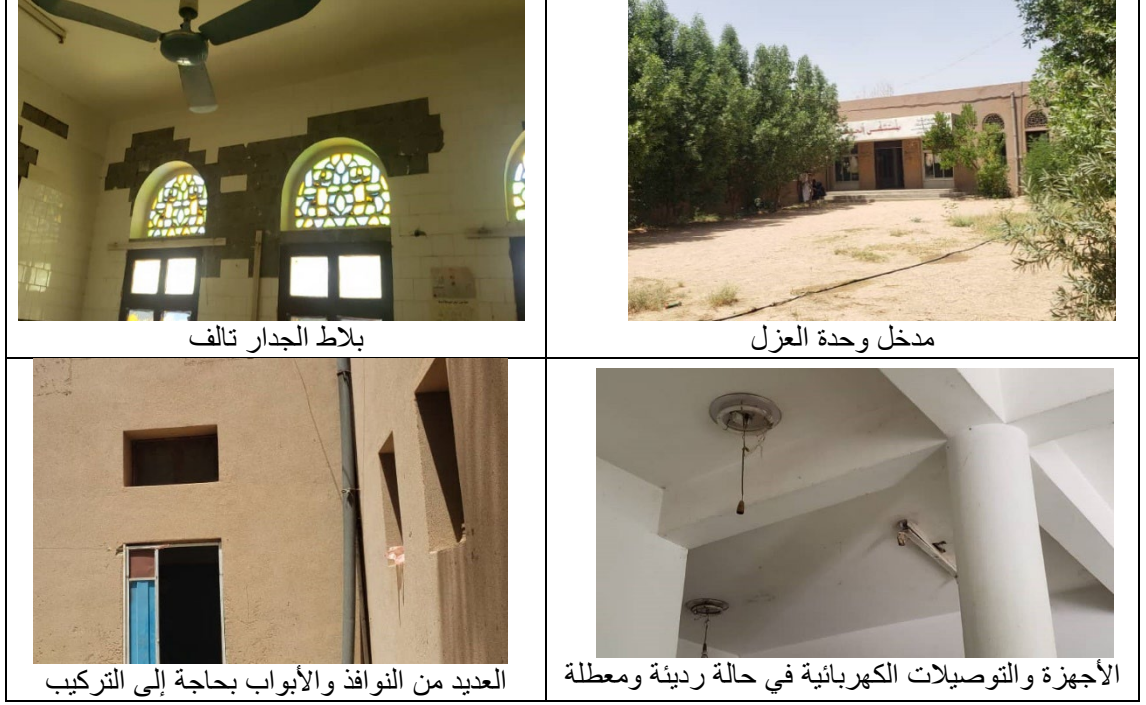 مدخل وحدة العزل
بلاط الجدار تالف
الأجهزة والتوصيلات الكهربائية في حالة رديئة ومعطلة
العديد من النوافذ والأبواب بحاجة إلى التركيب